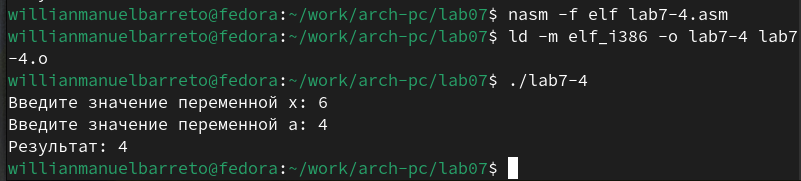 willianmanuelbarreto@fedora:~/work/arch-pc/lab07$ nasm -f elf lab7-4.asm
willianmanuelbarreto@fedora:~/work/arch-pc/lab07$ ld -m elf_i386 -o lab7-4 lab7
-4.o
willianmanuelbarreto@fedora:~/work/arch-pc/lab07$ ./lab7-4
Введите значение переменной x: 6
Введите значение переменной a: 4
Результат: 4
willianmanuelbarreto@fedora:~/work/arch-pc/lab07$